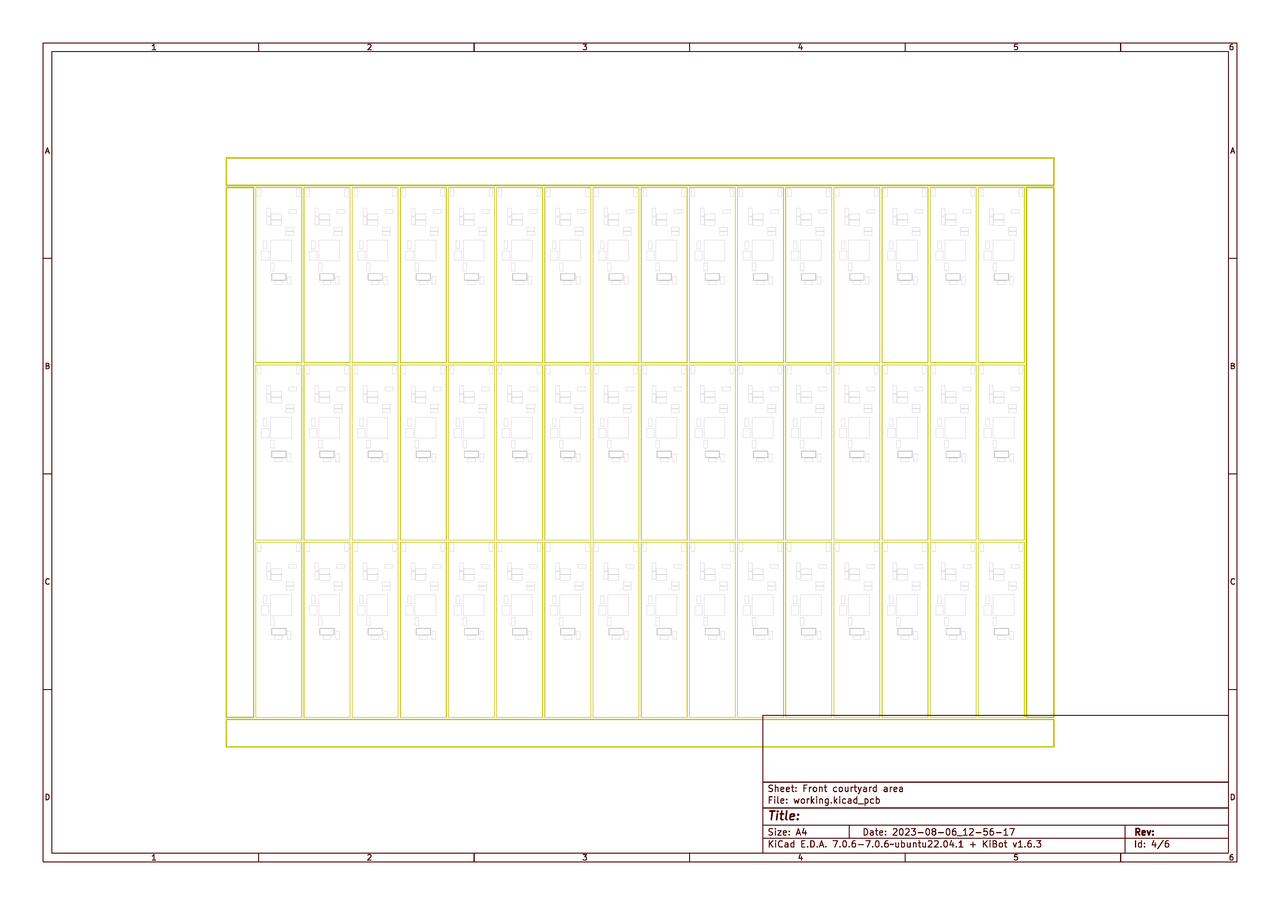 1 2 3 4 5 6
A A
B B
C C
D D
Sheet: Front courtyard area
File: working.kicad_pcb
Title:
Size: A4 Date: 2023-08-06_12-56-17 Rev:
KiCad E.D.A. 7.0.6-7.0.6~ubuntu22.04.1 + KiBot v1.6.3 Id: 4/6
1 2 3 4 5 6